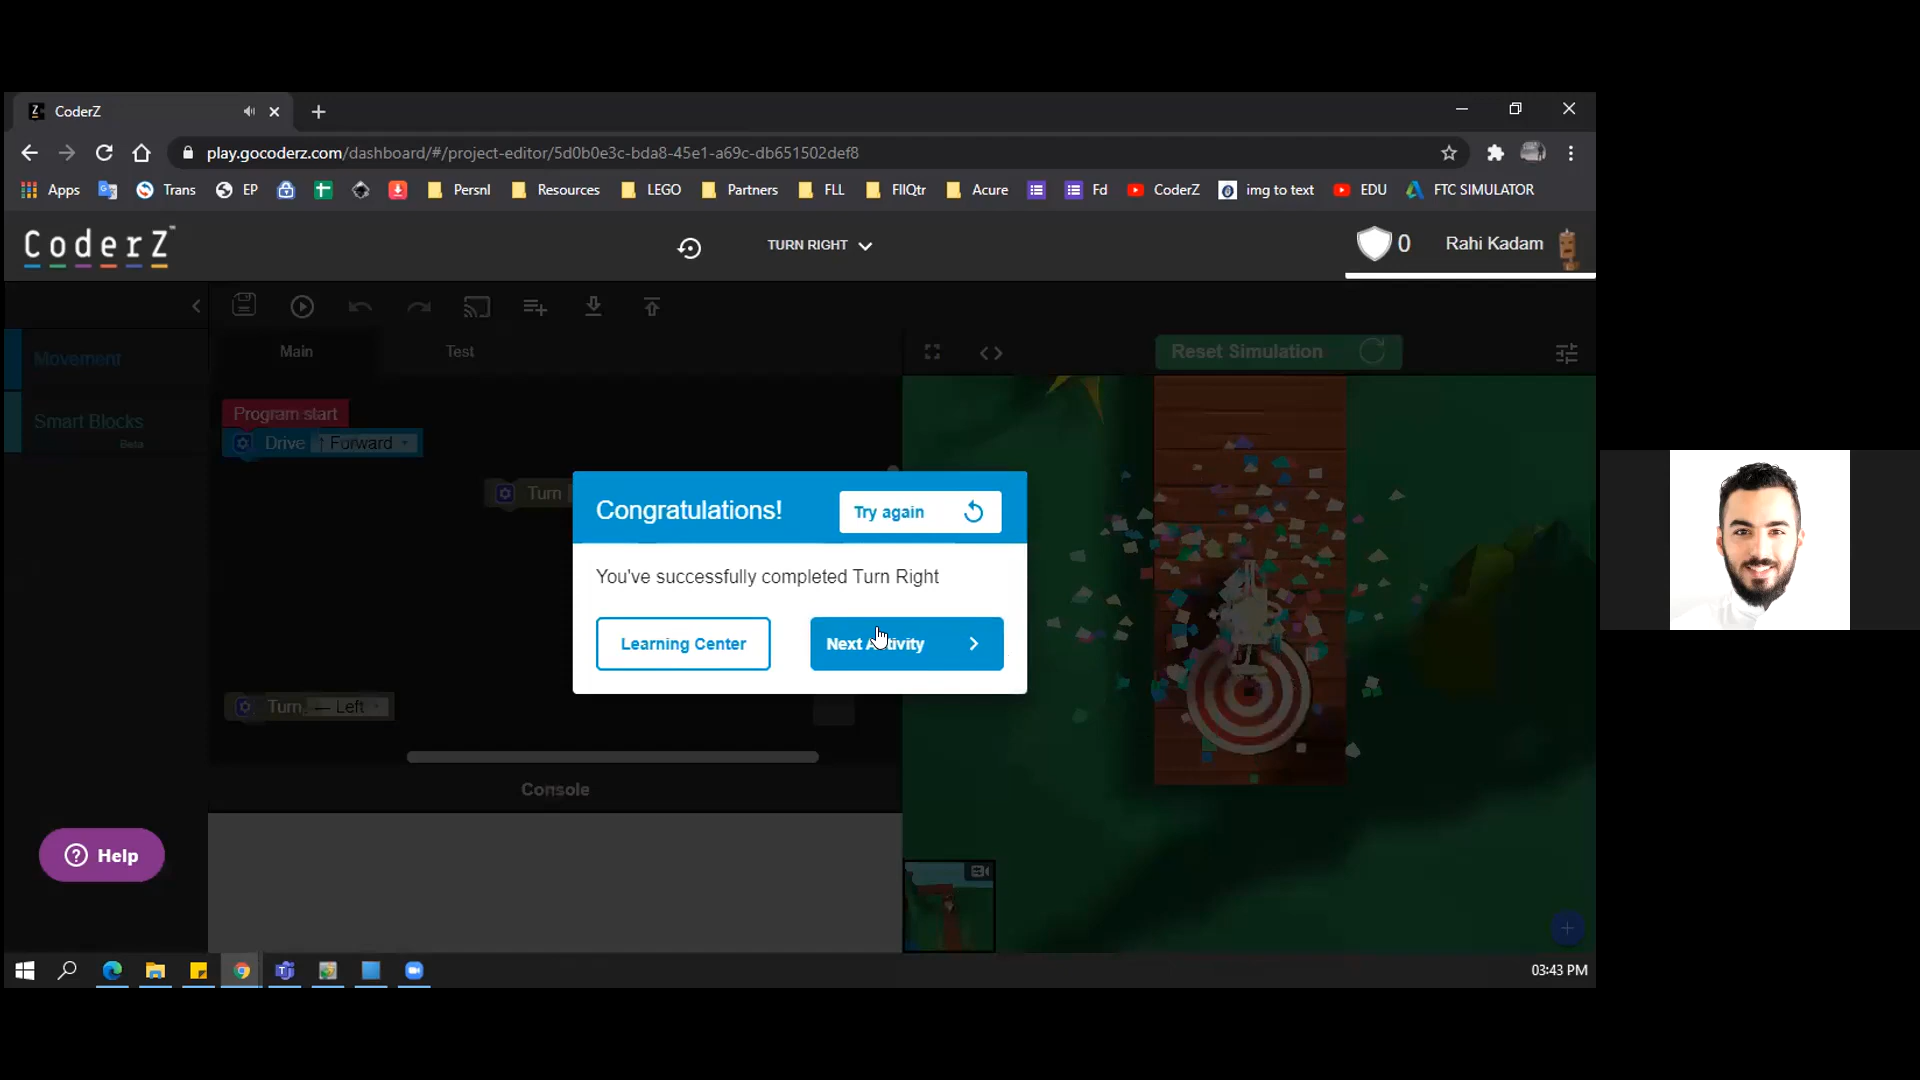 CoderZ
play.gocoderz.com/dashboard/#/project-editor/5d0b0e3c-bda8-45e1-a69c-db651502def8
Apps Trans EP Persnl Resources LEGO Partners FLL FllQtr Acure Fd CoderZ img to text EDU FTC SIMULATOR
CoderZ™ TURN RIGHT 0 Rahi Kadam
Main Test Reset Simulation
Movement
Program start
Smart Blocks
Beta
Drive ↑ Forward
Turn
Congratulations! Try again
You've successfully completed Turn Right
Learning Center Next Activity
Turn Left
Console
Help
03:43 PM